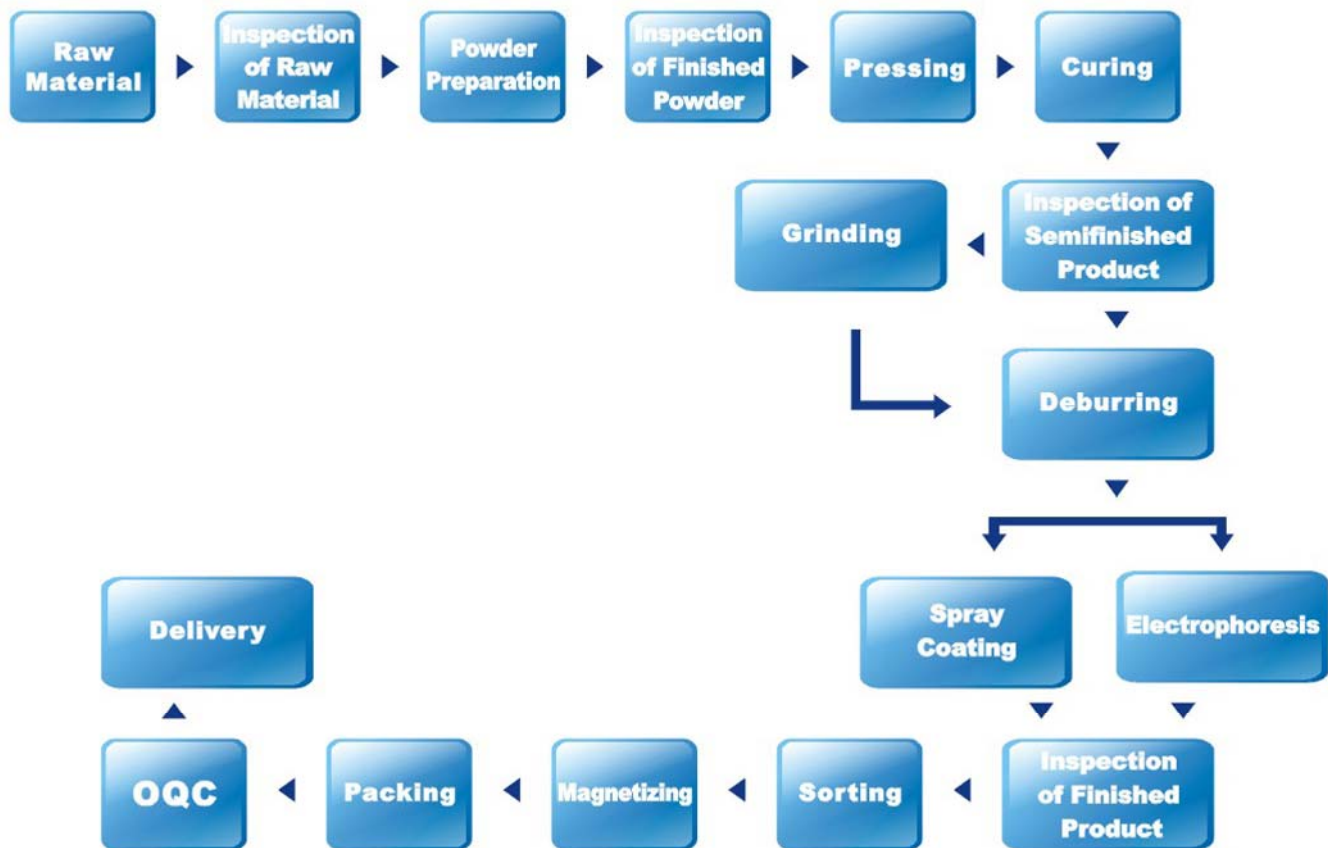 Raw
Material
Inspection
of Raw
Material
Powder
Preparation
Inspection
of Finished
Powder
Pressing
Curing
Inspection of
Semifinished
Product
Grinding
Deburring
Spray
Coating
Electrophoresis
Inspection
of Finished
Product
Sorting
Magnetizing
Packing
OQC
Delivery